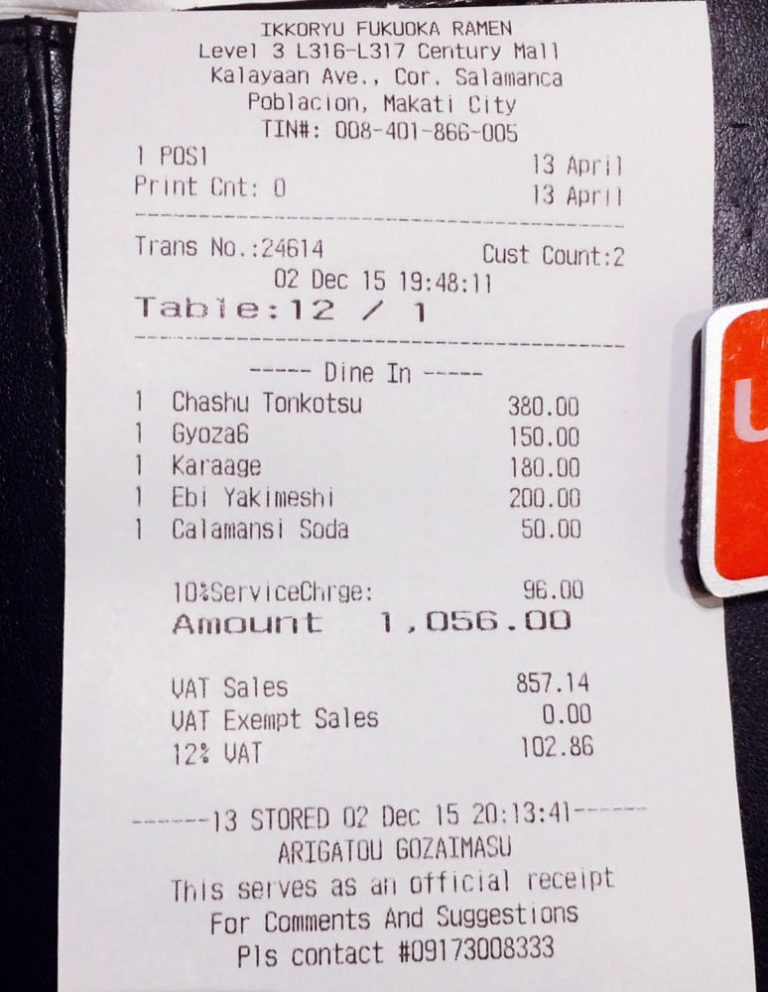 IKKORYU FUKUOKA RAMEN
Level 3 L316-L317 Century Mall
Kalayaan Ave., Cor. Salamanca
Poblacion, Makati City
TIN#: 008-401-866-005
1 POS1 13 April
Print Cnt: 0 13 April
Trans No.:24614 Cust Count:2
02 Dec 15 19:48:11
Table:12 / 1
----- Dine In -----
1 Chashu Tonkotsu 380.00
1 Gyoza6 150.00
1 Karaage 180.00
1 Ebi Yakimeshi 200.00
1 Calamansi Soda 50.00
10%ServiceChrge: 96.00
Amount 1,056.00
VAT Sales 857.14
VAT Exempt Sales 0.00
12% VAT 102.86
------13 STORED 02 Dec 15 20:13:41------
ARIGATOU GOZAIMASU
This serves as an official receipt
For Comments And Suggestions
Pls contact #09173008333